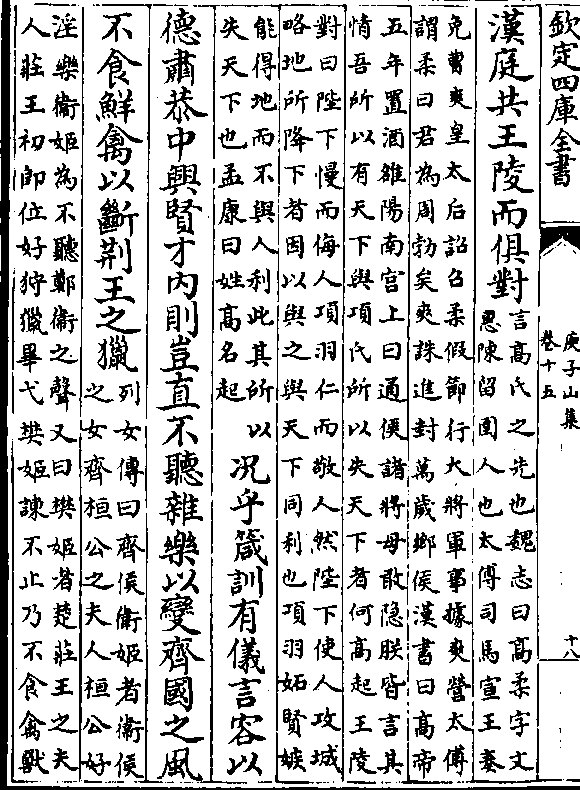 欽定四庫全書
庾子山集
卷十五
十八
漢庭共王陵而俱對
言高氏之先也魏志曰高柔字文
惠陳留圉人也太傅司馬宣王奏
免曹爽皇太后詔召柔假節行大將軍事據爽營太傅
謂柔曰君為周勃矣爽誅進封萬歲鄉侯漢書曰高帝
五年置酒雒陽南宮上曰通侯諸將毋敢隱朕皆言其
情吾所以有天下與項氏所以失天下者何高起王陵
對曰陛下慢而侮人項羽仁而敬人然陛下使人攻城
略地所降下者因以與之與天下同利也項羽妬賢嫉
能得地而不與人利此其所以
失天下也孟康曰姓高名起
況乎箴訓有儀言容以
德肅恭中興賢才内則豈直不聽雜樂以變齊國之風
不食鮮禽以斷荆王之獵
列女傳曰齊侯衛姬者衛侯
之女齊桓公之夫人桓公好
淫樂衛姬為不聽鄭衛之聲又曰樊姬者楚莊王之夫
人莊王初即位好狩獵畢弋樊姬諫不止乃不食禽獸